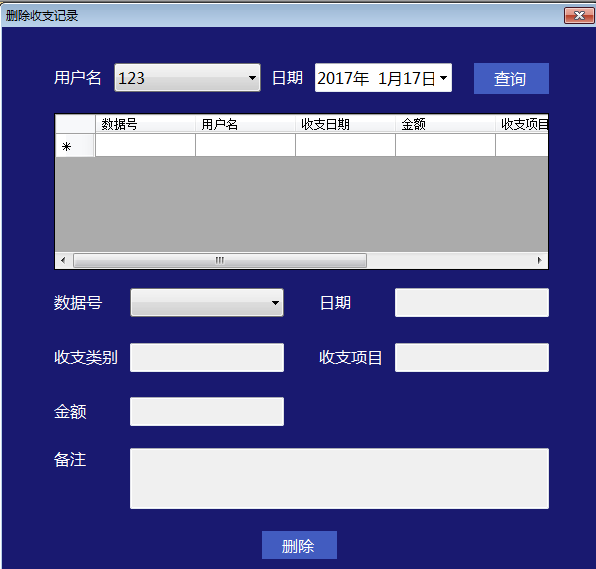 删除收支记录
用户名 123 日期 2017年 1月17日 查询
数据号 用户名 收支日期 金额 收支项目
数据号 日期
收支类别 收支项目
金额
备注
删除